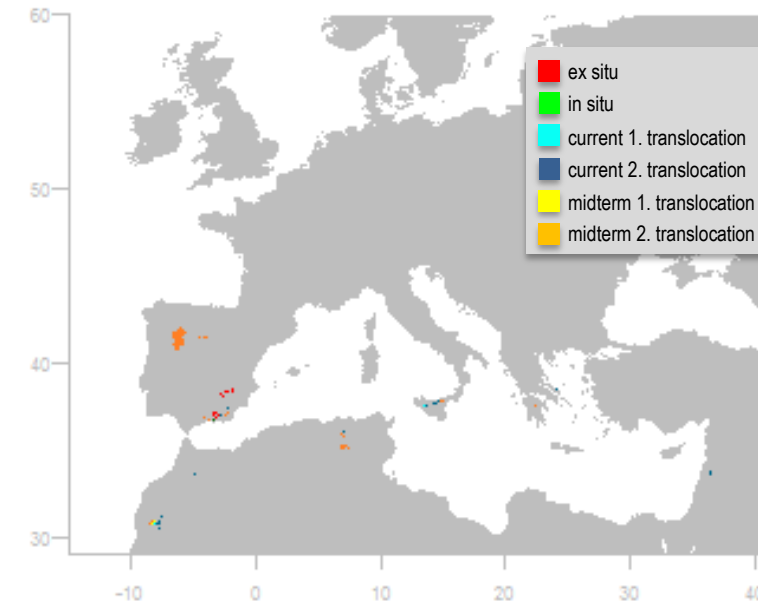 60
50
40
30
ex situ
in situ
current 1. translocation
current 2. translocation
midterm 1. translocation
midterm 2. translocation
-10
0
10
20
30
40